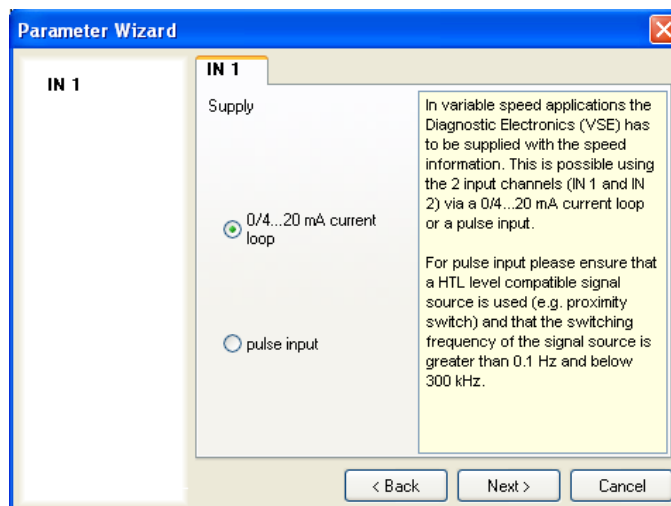 Parameter Wizard
IN 1
IN 1
Supply
0/4...20 mA current
loop
pulse input
In variable speed applications the
Diagnostic Electronics (VSE) has
to be supplied with the speed
information. This is possible using
the 2 input channels (IN 1 and IN
2) via a 0/4...20 mA current loop
or a pulse input.
For pulse input please ensure that
a HTL level compatible signal
source is used (e.g. proximity
switch) and that the switching
frequency of the signal source is
greater than 0.1 Hz and below
300 kHz.
< Back
Next >
Cancel